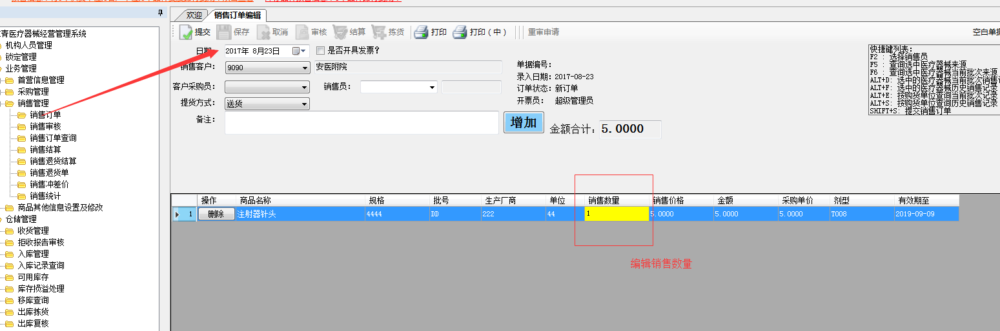 欢迎 销售订单编辑
提交 保存 取消 审核 结算 拣货 打印 打印(中) 重审申请 空白单据
青医疗器械经营管理系统
机构人员管理
锁定管理
业务管理
首营信息管理
采购管理
销售管理
销售订单
销售审核
销售订单查询
销售结算
销售退货结算
销售退货单
销售冲差价
销售统计
商品其他信息设置及修改
仓储管理
收货管理
拒收报告审核
入库管理
入库记录查询
可用库存
库存损溢处理
移库查询
出库拣货
出库复核
日期: 2017年 8月23日 是否开具发票?
销售客户: 9090 安医附院
客户采购员: 销售员:
提货方式: 送货
备注:
单据编号:
录入日期: 2017-08-23
订单状态: 新订单
开票员: 超级管理员
增加 金额合计: 5.0000
快捷键列表:
F2 : 选择销售员
F5 : 查询选中医疗器械来源
F6 : 查询选中医疗器械当前批次来源
ALT+D: 选中的医疗器械当前批次销售
ALT+F: 选中的医疗器械历史销售记录
ALT+E: 按购货单位查询当前批次记录
ALT+S: 按购货单位查询历史销售记录
SHIFT+S: 提交销售订单
操作 商品名称 规格 批号 生产厂商 单位 销售数量 销售价格 金额 采购单价 剂型 有效期至
1 删除 注射器针头 4444 DD 222 44 1 5.0000 5.0000 5.0000 T008 2019-09-09
编辑销售数量